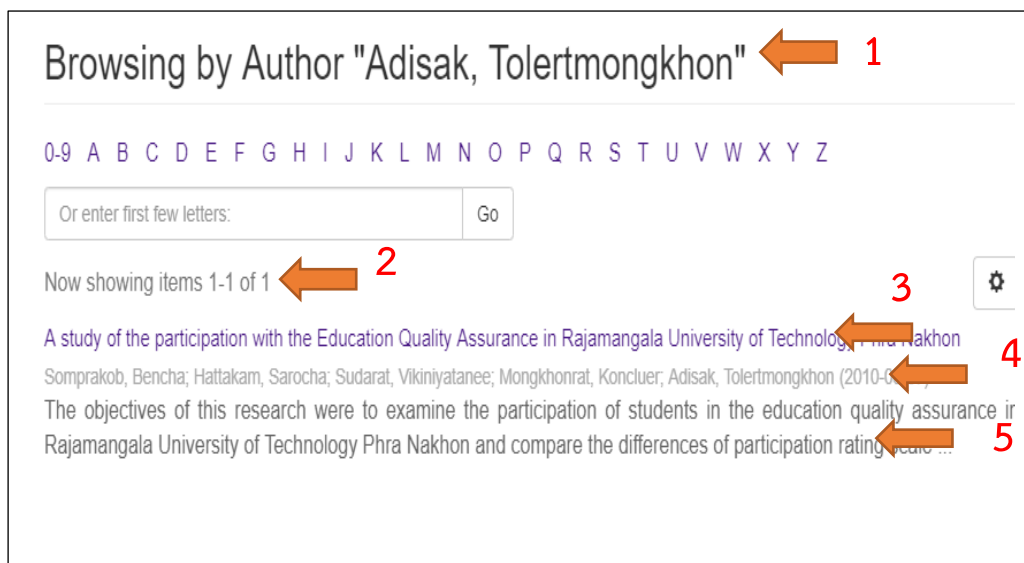 Browsing by Author "Adisak, Tolertmongkhon"
1
0-9 A B C D E F G H I J K L M N O P Q R S T U V W X Y Z
Or enter first few letters:
Go
2
Now showing items 1-1 of 1
3
A study of the participation with the Education Quality Assurance in Rajamangala University of Technology Phra Nakhon
4
Somprakob, Bencha; Hattakam, Sarocha; Sudarat, Vikiniyatanee; Mongkhonrat, Koncluer; Adisak, Tolertmongkhon (2010-
The objectives of this research were to examine the participation of students in the education quality assurance in
Rajamangala University of Technology Phra Nakhon and compare the differences of participation rating scale ...
5